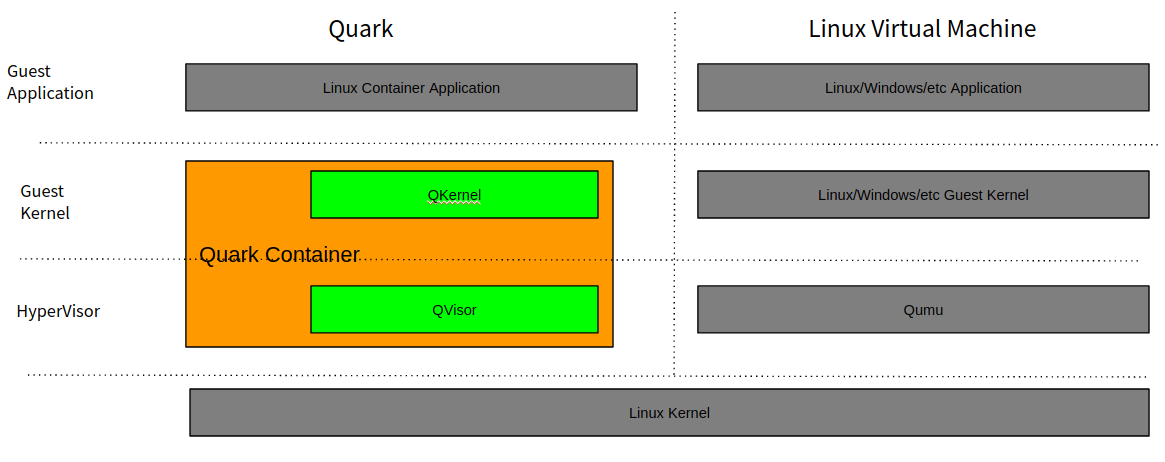 Quark
Linux Virtual Machine
Guest
Application
Linux Container Application
Linux/Windows/etc Application
Guest
Kernel
QKernel
Linux/Windows/etc Guest Kernel
Quark Container
HyperVisor
QVisor
Qumu
Linux Kernel